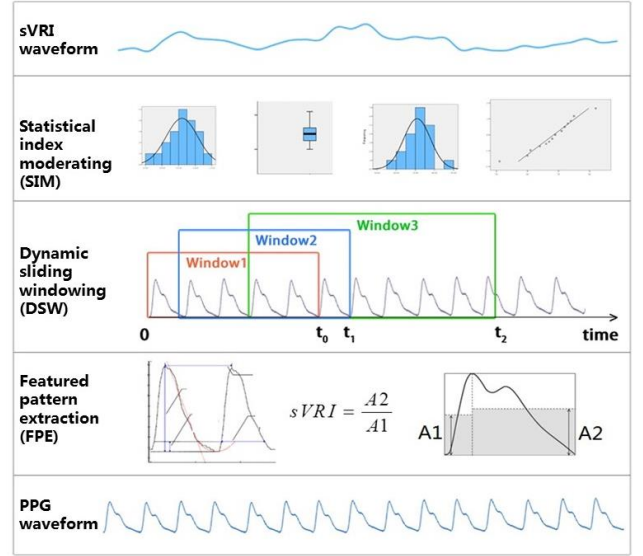 sVRI
waveform
Statistical
index
moderating
(SIM)
Dynamic
sliding
windowing
(DSW)
Window3
Window2
Window1
0
t0 t1 t2 time
Featured
pattern
extraction
(FPE)
sVRI = A2
A1
A1 A2
PPG
waveform